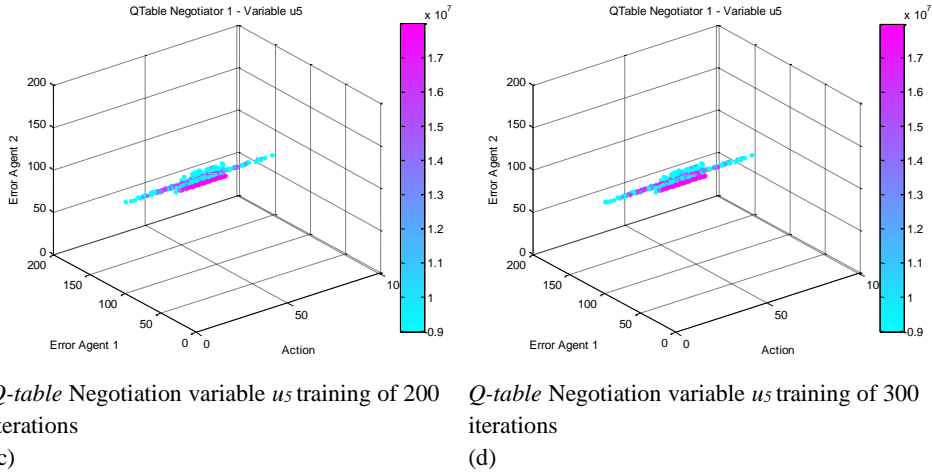 QTable Negotiator 1 - Variable u5
x 10⁷
200
150
100
50
0
Error Agent 2
200
150
100
50
0
Error Agent 1
0
50
10
Action
1.7
1.6
1.5
1.4
1.3
1.2
1.1
1
0.9
QTable Negotiator 1 - Variable u5
x 10⁷
200
150
100
50
0
Error Agent 2
200
150
100
50
0
Error Agent 1
0
50
10
Action
1.7
1.6
1.5
1.4
1.3
1.2
1.1
1
0.9
Q-table Negotiation variable u5 training of 200
terations
c)
Q-table Negotiation variable u5 training of 300
iterations
(d)